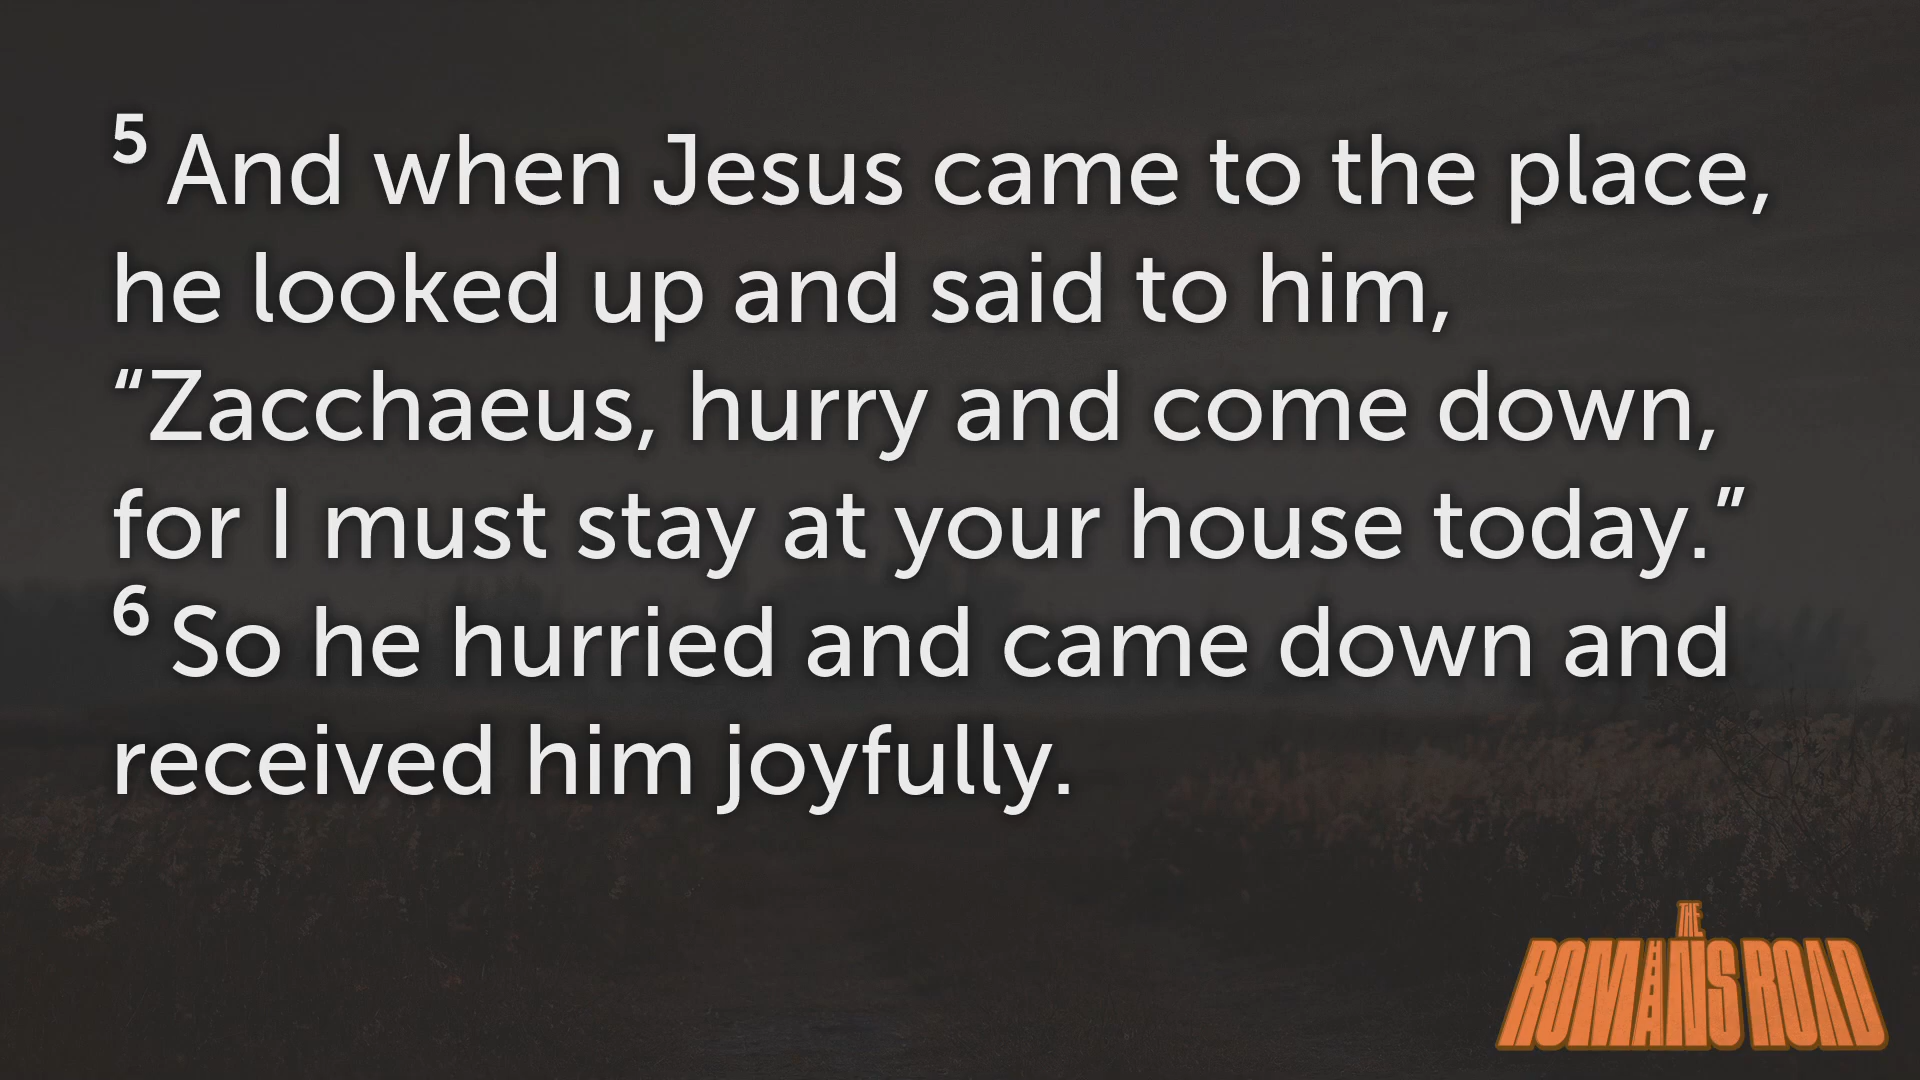 5 And when Jesus came to the place,
he looked up and said to him,
“Zacchaeus, hurry and come down,
for I must stay at your house today.”
6 So he hurried and came down and
received him joyfully.
THE
ROMANS ROAD